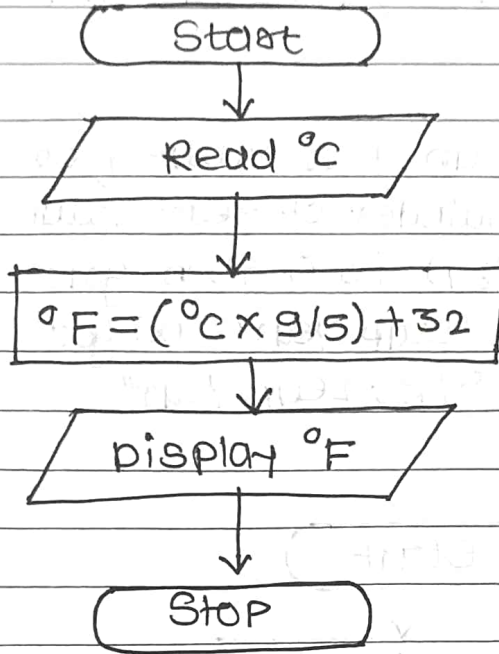 Start
Read °C
°F = (°C × 9/5) + 32
Display °F
Stop